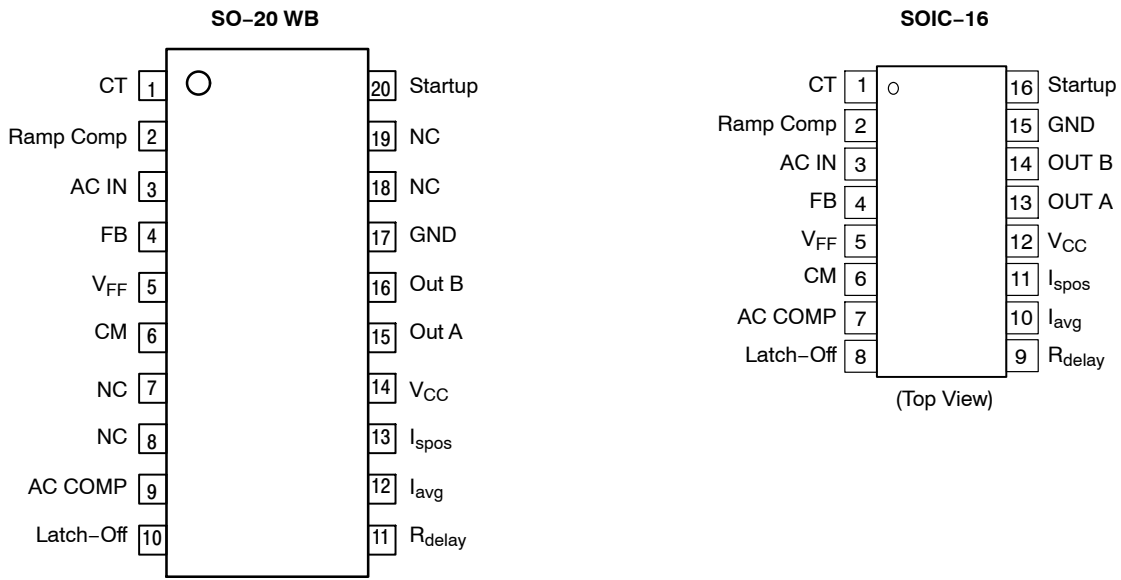 SO−20 WB
CT 1 20 Startup
Ramp Comp 2 19 NC
AC IN 3 18 NC
FB 4 17 GND
VFF 5 16 Out B
CM 6 15 Out A
NC 7 14 VCC
NC 8 13 Ispos
AC COMP 9 12 Iavg
Latch−Off 10 11 Rdelay
SOIC−16
CT 1 16 Startup
Ramp Comp 2 15 GND
AC IN 3 14 OUT B
FB 4 13 OUT A
VFF 5 12 VCC
CM 6 11 Ispos
AC COMP 7 10 Iavg
Latch−Off 8 9 Rdelay
(Top View)